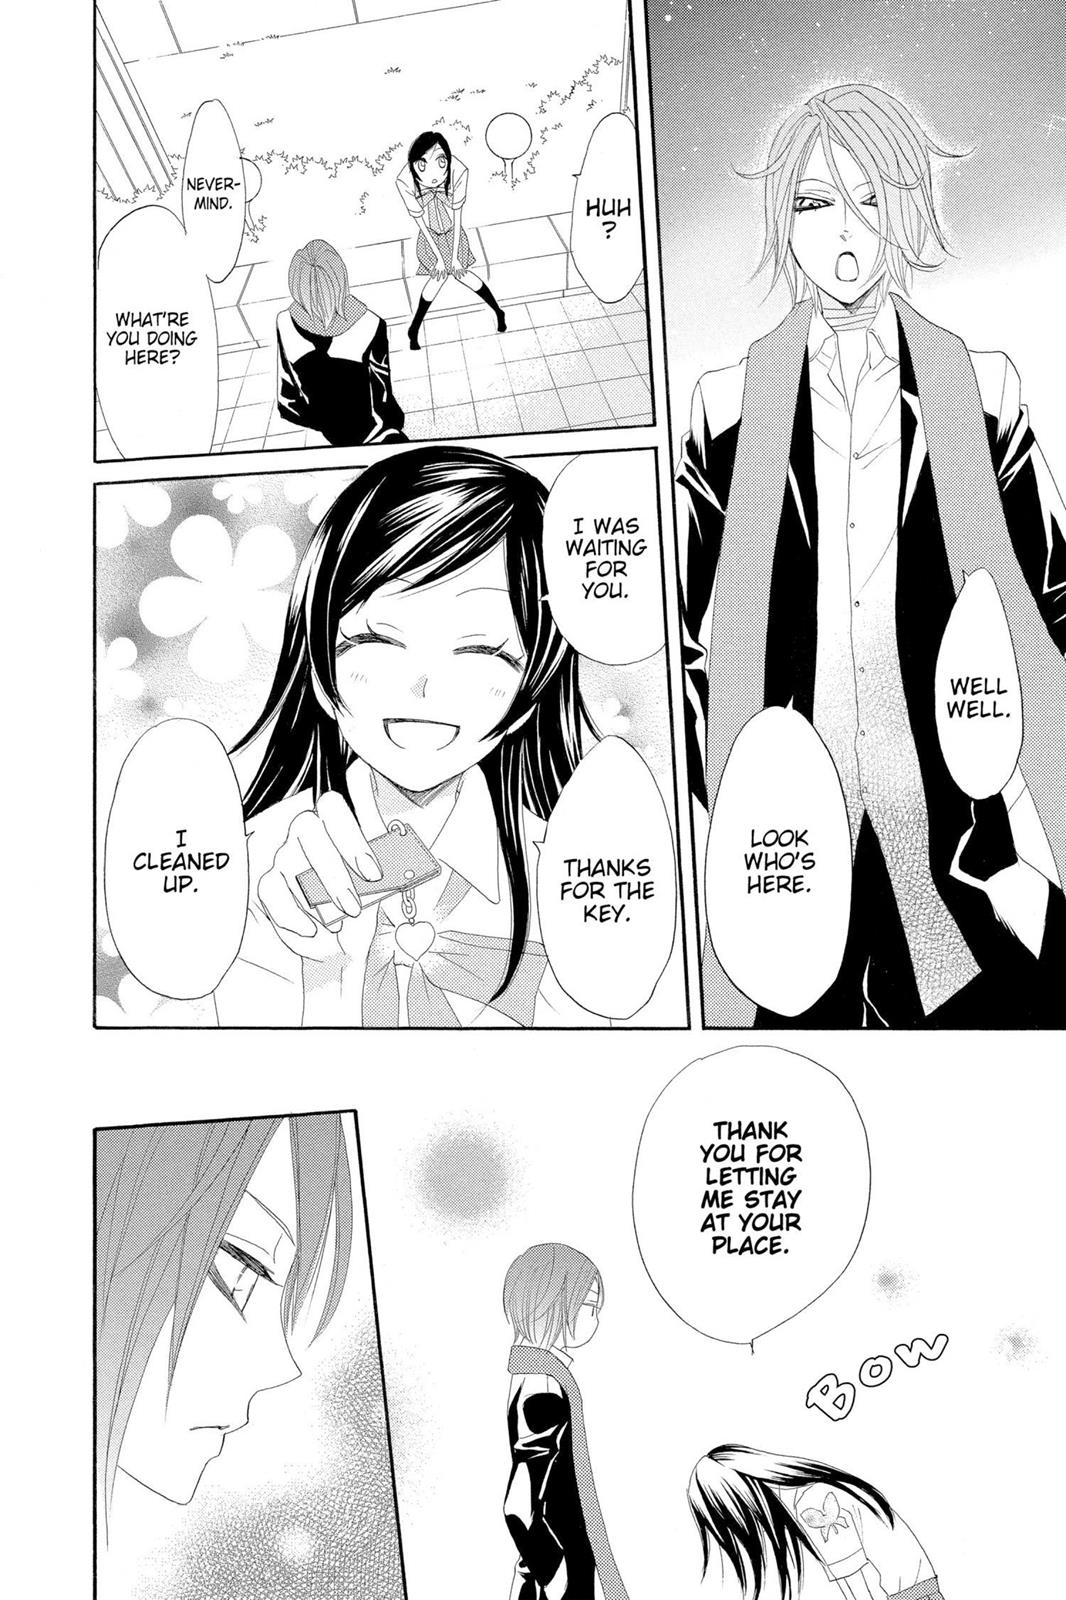 WELL
WELL.
LOOK
WHO'S
HERE.
HUH
?
NEVER-
MIND.
WHAT'RE
YOU DOING
HERE?
I WAS
WAITING
FOR
YOU.
THANKS
FOR THE
KEY.
I
CLEANED
UP.
THANK
YOU FOR
LETTING
ME STAY
AT YOUR
PLACE.
BOW